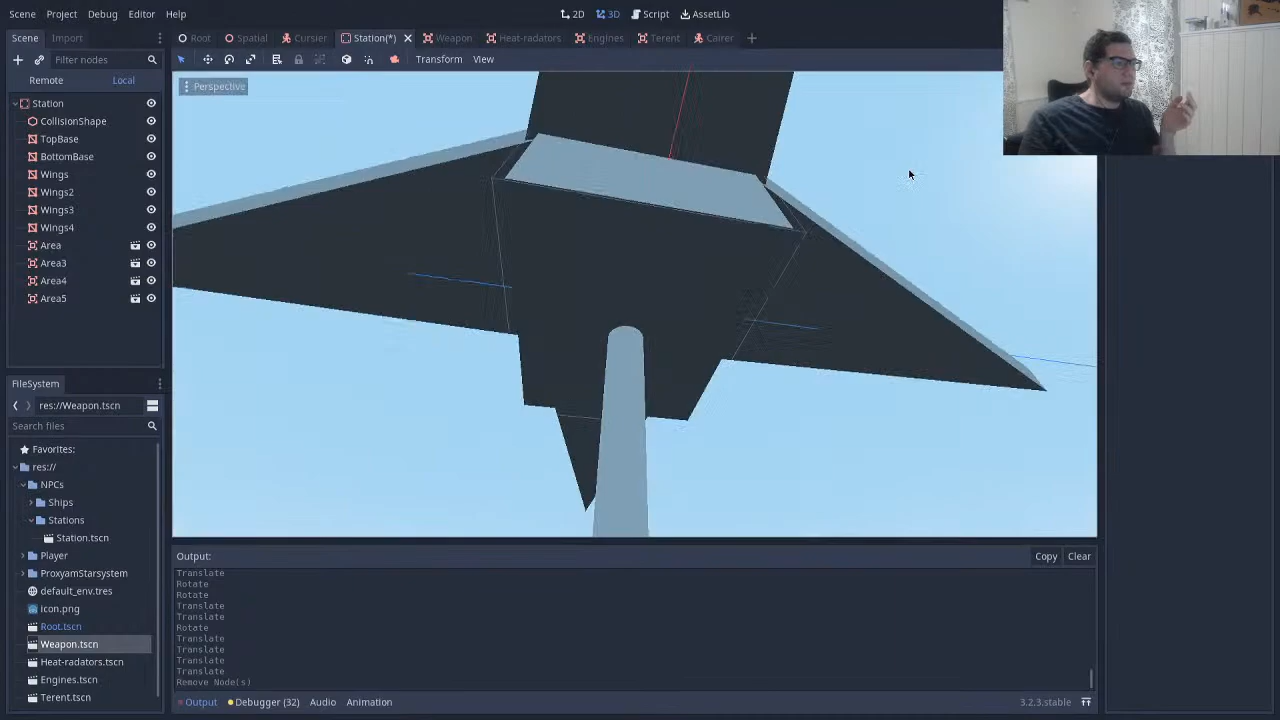 Scene Project Debug Editor Help
2D 3D Script AssetLib
Scene Import
Root Spatial Cursier Station(*) Weapon Heat-radiators Engines Terent Cairer
Filter nodes
Transform View
Remote Local
Perspective
Station
CollisionShape
TopBase
BottomBase
Wings
Wings2
Wings3
Wings4
Area
Area3
Area4
Area5
FileSystem
res://Weapon.tscn
Search files
Favorites:
res://
NPCs
Ships
Stations
Station.tscn
Player
ProxyamStarsystem
default_env.tres
icon.png
Root.tscn
Weapon.tscn
Heat-radators.tscn
Engines.tscn
Terent.tscn
Output:
Copy Clear
Translate
Rotate
Rotate
Translate
Translate
Rotate
Translate
Translate
Translate
Translate
Remove Node(s)
Output Debugger (32) Audio Animation
3.2.3.stable